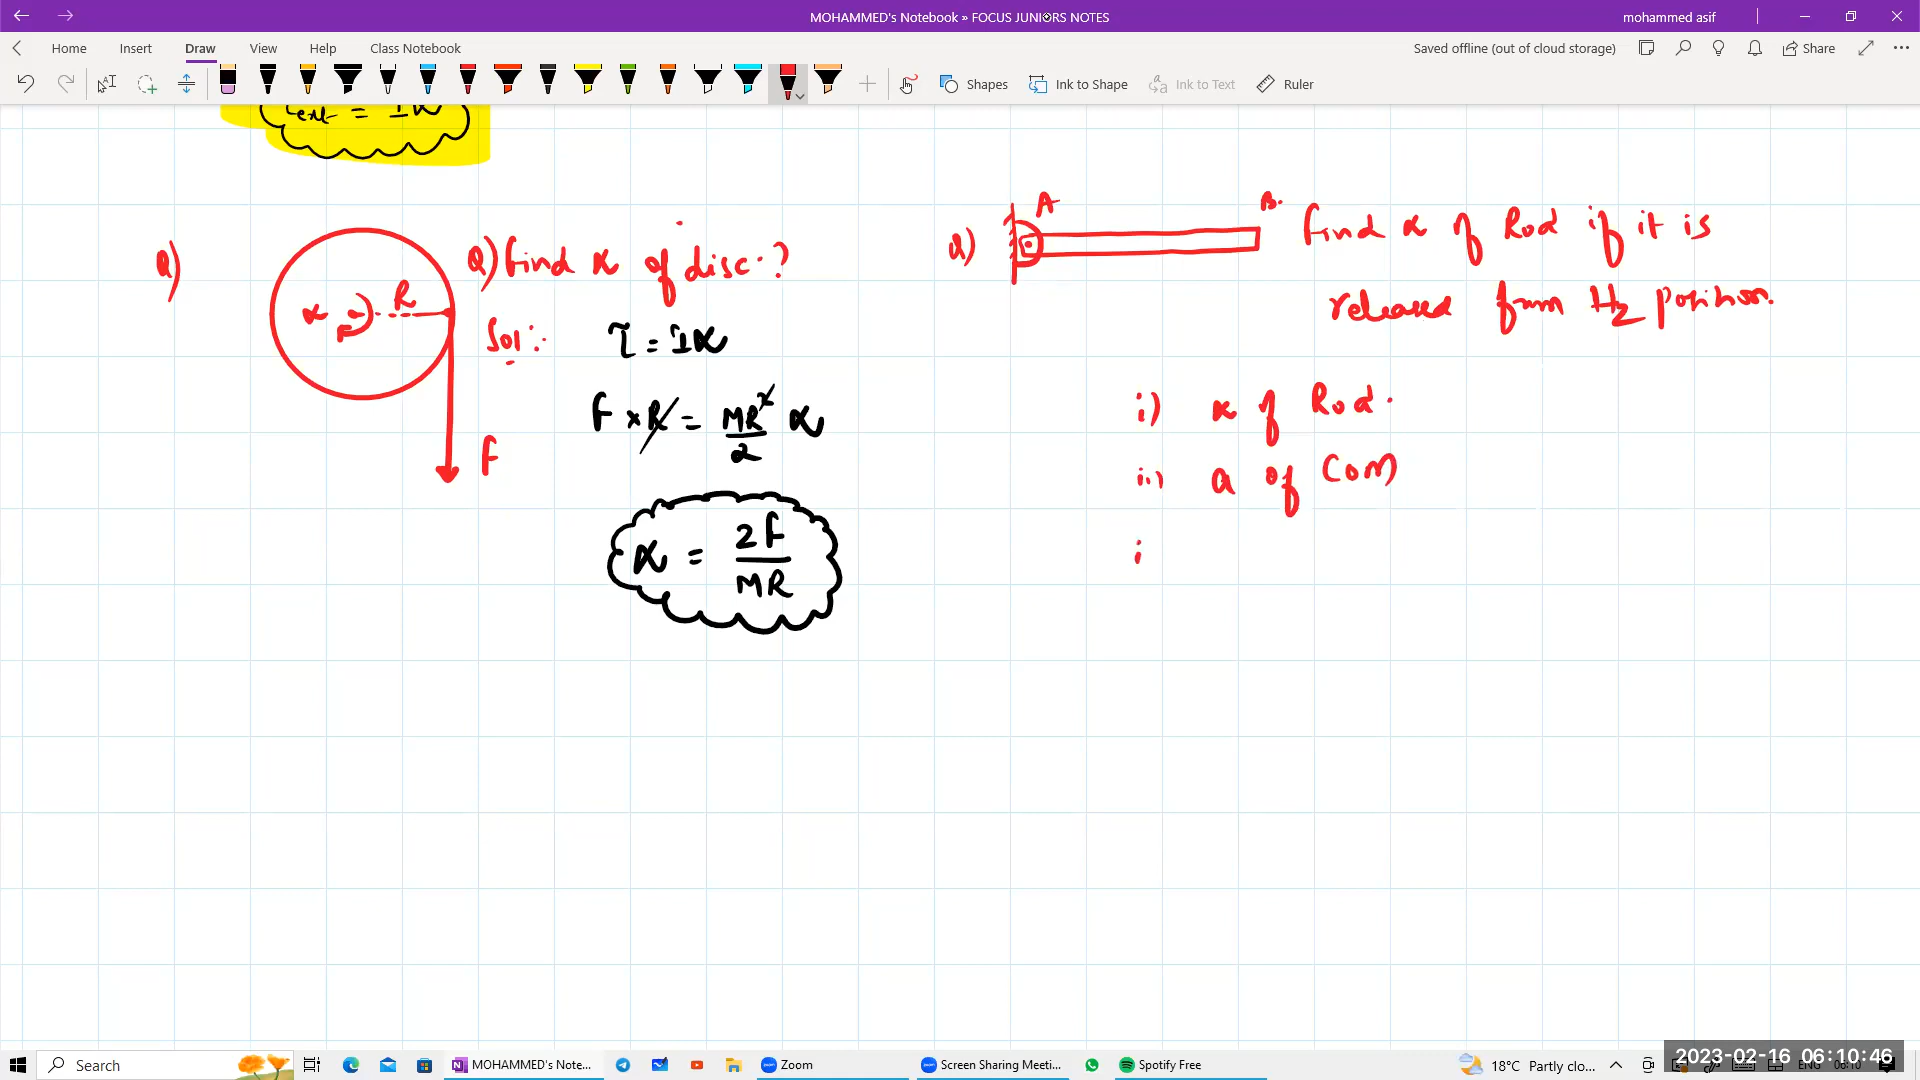 MOHAMMED's Notebook » FOCUS JUNIORS NOTES
mohammed asif
Home Insert Draw View Help Class Notebook
Saved offline (out of cloud storage)
Share
Shapes Ink to Shape Ink to Text Ruler
τext = Iα
Q)
α R
F
Q) Find α of disc.?
Sol:
τ = Iα
F × R = MR²/2 α
α = 2F/MR
Q) A B.
Find α of Rod if it is
released from Hz position.
i) α of Rod.
ii) a of COM
i
Search
MOHAMMED's Note...
Zoom
Screen Sharing Meeti...
Spotify Free
18°C Partly clo...
ENG
2023-02-16 06:10:46